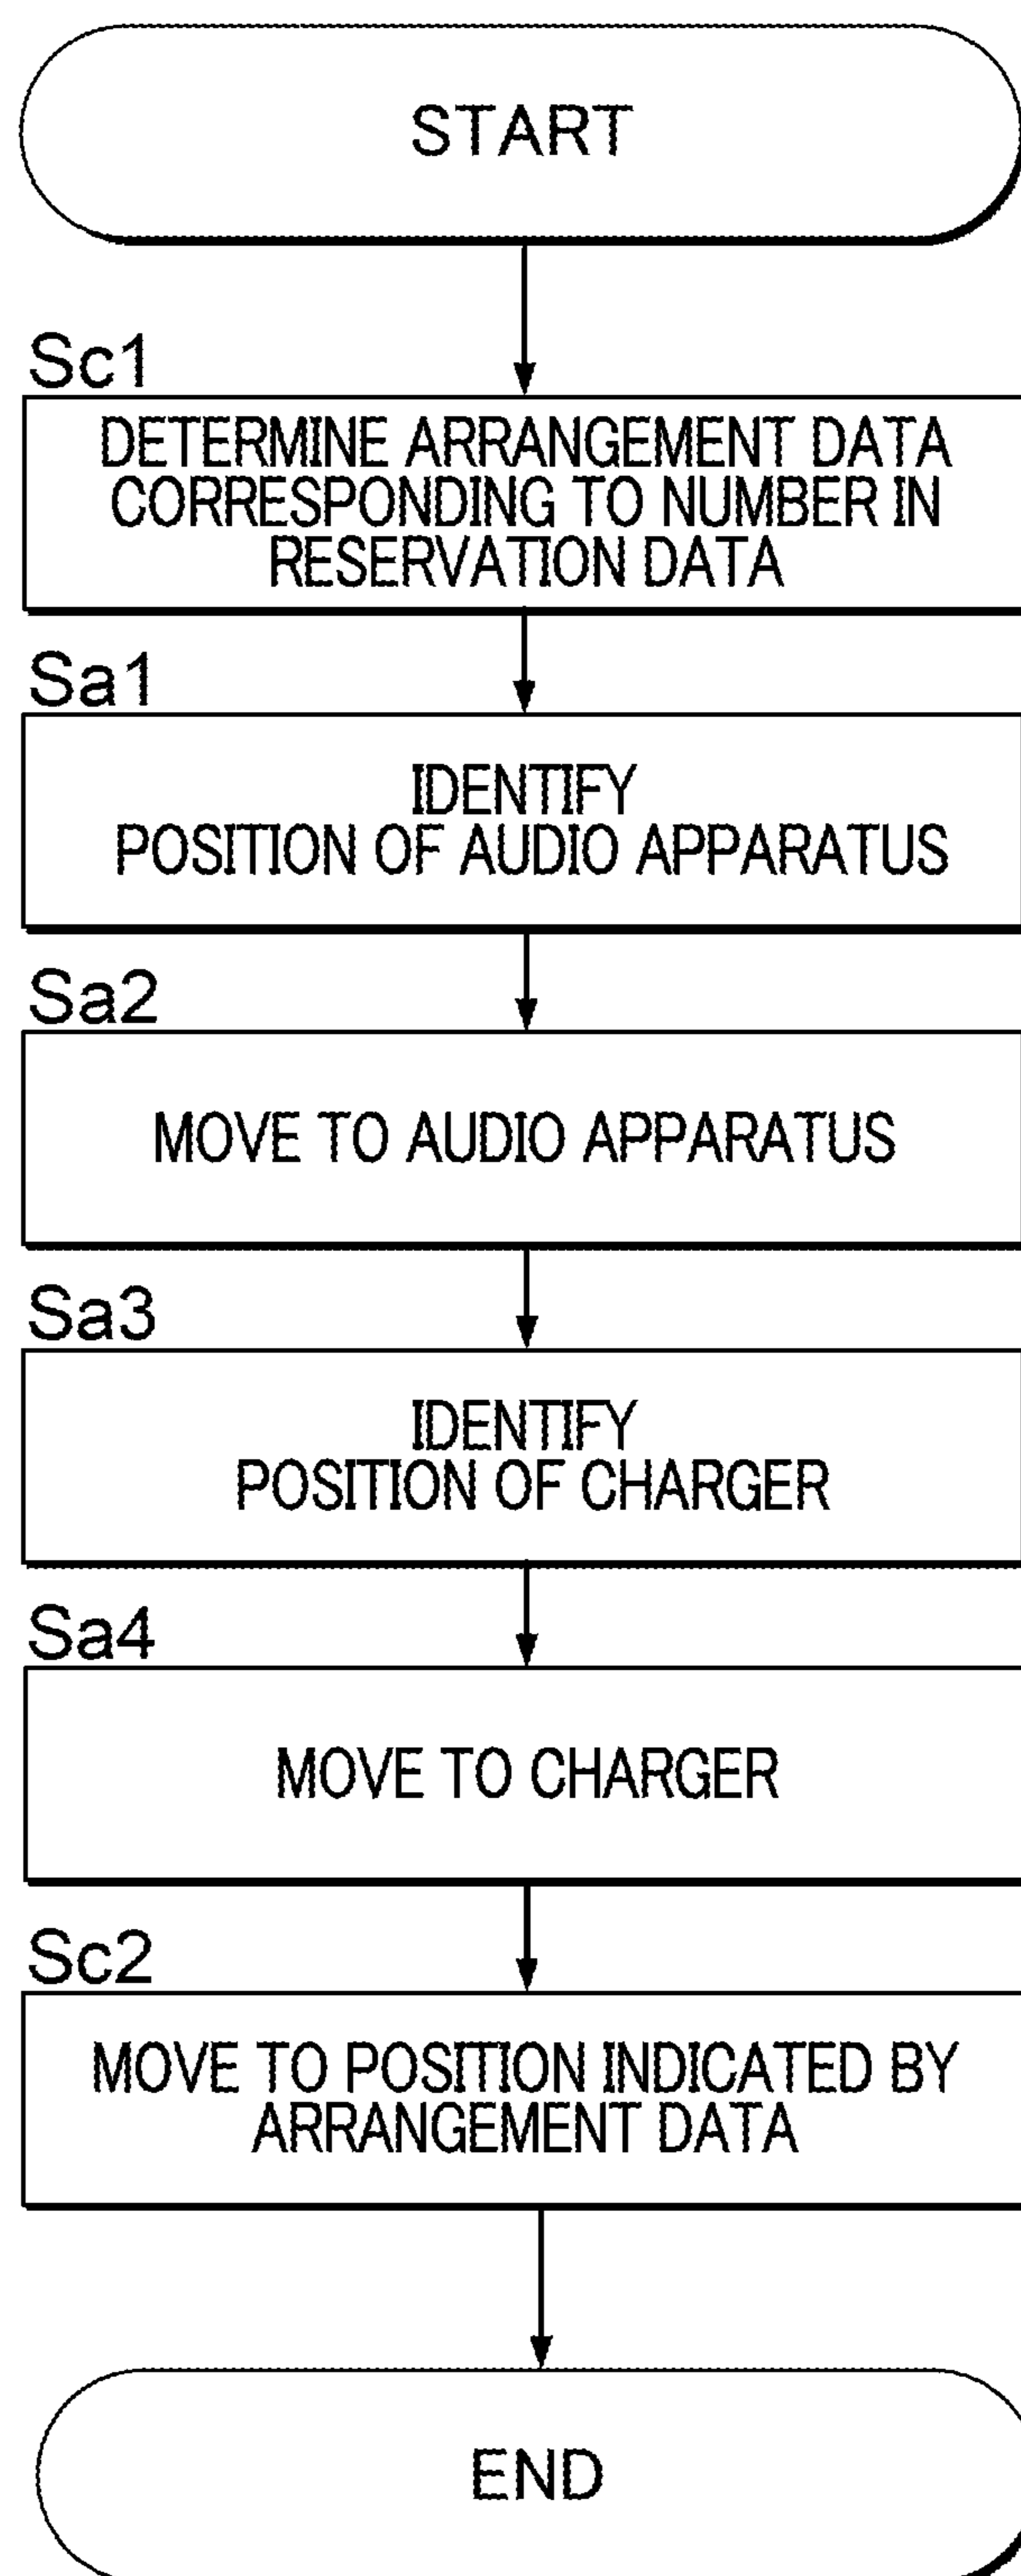 START
Sc1
DETERMINE ARRANGEMENT DATA
CORRESPONDING TO NUMBER IN
RESERVATION DATA
Sa1
IDENTIFY
POSITION OF AUDIO APPARATUS
Sa2
MOVE TO AUDIO APPARATUS
Sa3
IDENTIFY
POSITION OF CHARGER
Sa4
MOVE TO CHARGER
Sc2
MOVE TO POSITION INDICATED BY
ARRANGEMENT DATA
END